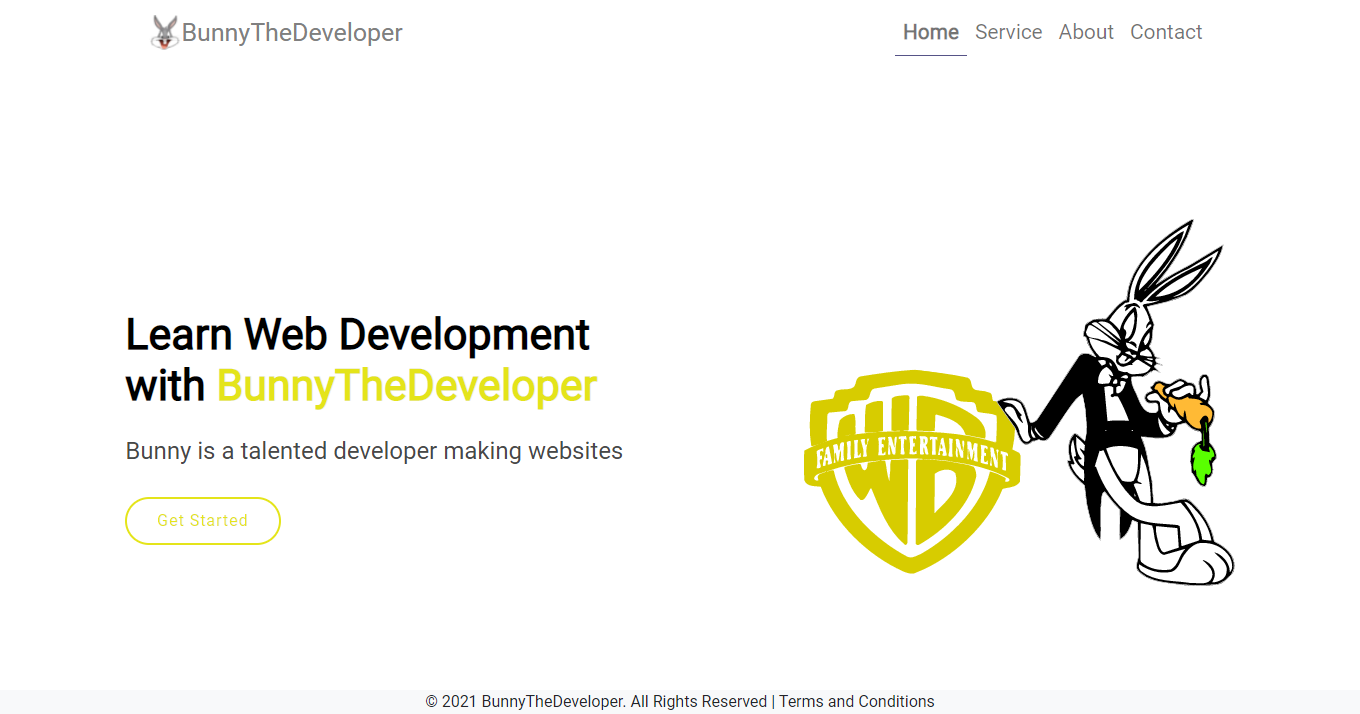 BunnyTheDeveloper
Home Service About Contact
Learn Web Development
with BunnyTheDeveloper
Bunny is a talented developer making websites
Get Started
WB
FAMILY ENTERTAINMENT
© 2021 BunnyTheDeveloper. All Rights Reserved | Terms and Conditions